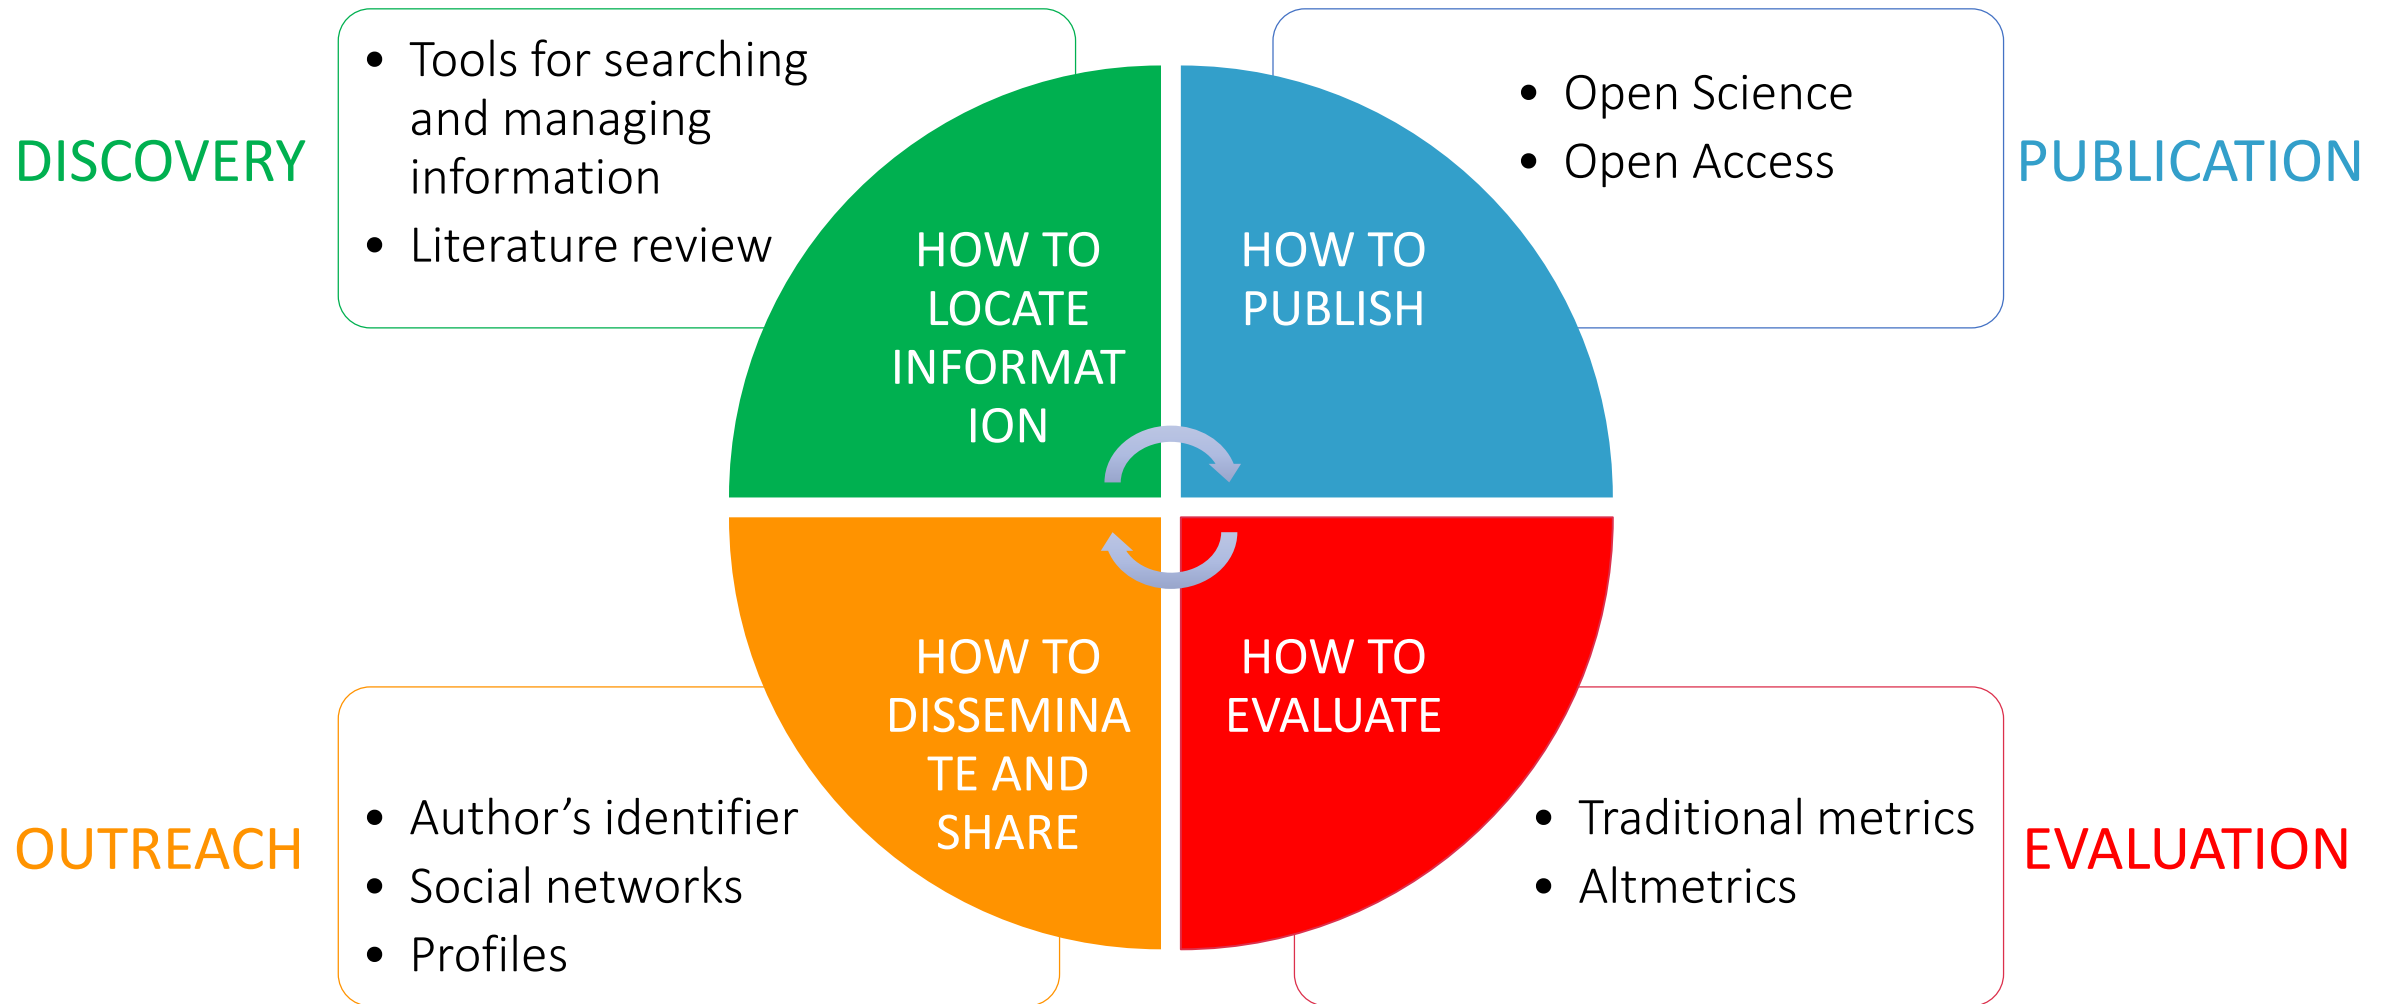 DISCOVERY
• Tools for searching
and managing
information
• Literature review
HOW TO
LOCATE
INFORMAT
ION
HOW TO
PUBLISH
• Open Science
• Open Access
PUBLICATION
OUTREACH
• Author’s identifier
• Social networks
• Profiles
HOW TO
DISSEMINA
TE AND
SHARE
HOW TO
EVALUATE
• Traditional metrics
• Altmetrics
EVALUATION